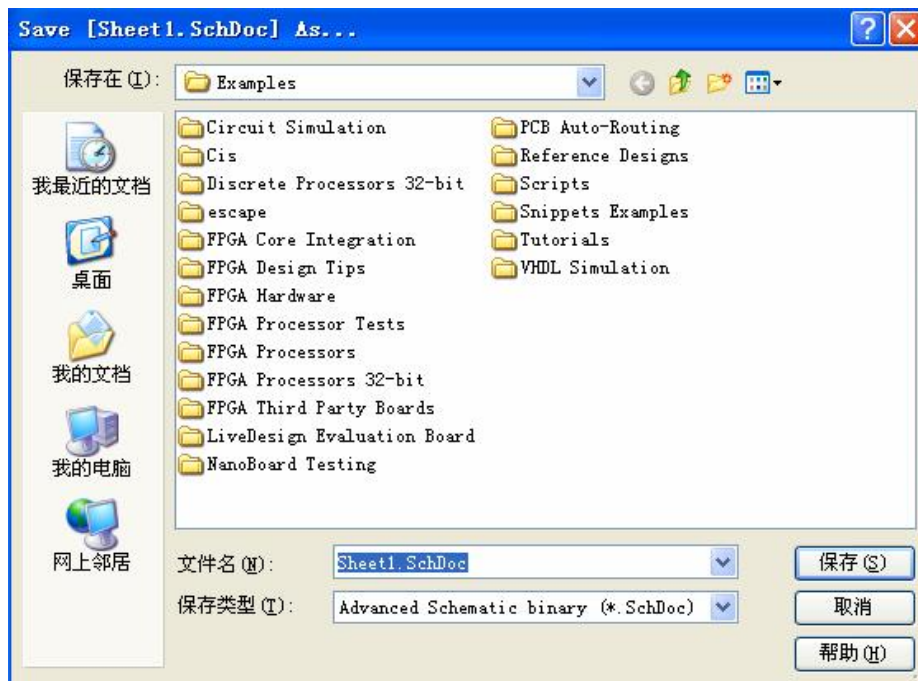 Save [Sheet1.SchDoc] As...
保存在(I):
Examples
我最近的文档
桌面
我的文档
我的电脑
网上邻居
Circuit Simulation
Cis
Discrete Processors 32-bit
escape
FPGA Core Integration
FPGA Design Tips
FPGA Hardware
FPGA Processor Tests
FPGA Processors
FPGA Processors 32-bit
FPGA Third Party Boards
LiveDesign Evaluation Board
NanoBoard Testing
PCB Auto-Routing
Reference Designs
Scripts
Snippets Examples
Tutorials
VHDL Simulation
文件名(N):
Sheet1.SchDoc
保存(S)
保存类型(T):
Advanced Schematic binary (*.SchDoc)
取消
帮助(H)